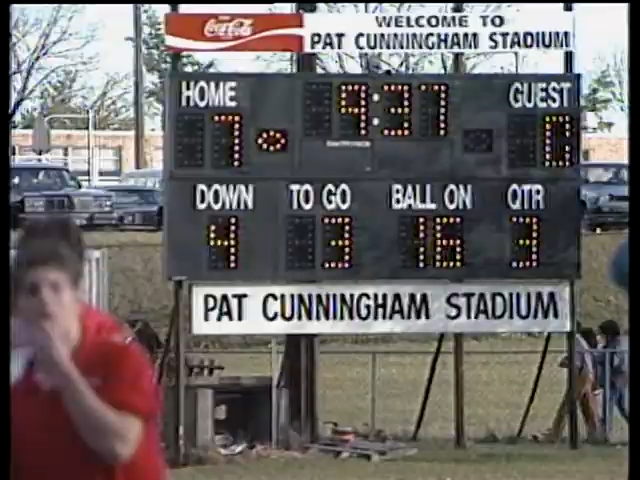 Coca-Cola
WELCOME TO
PAT CUNNINGHAM STADIUM
HOME 9:37 GUEST
7 0
DOWN TO GO BALL ON QTR
4 3 16 3
PAT CUNNINGHAM STADIUM